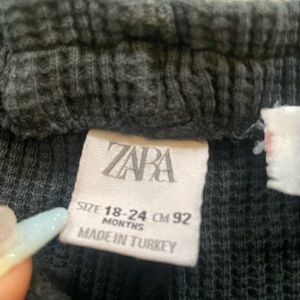 ZARA
SIZE 18-24 CM 92
MONTHS
MADE IN TURKEY